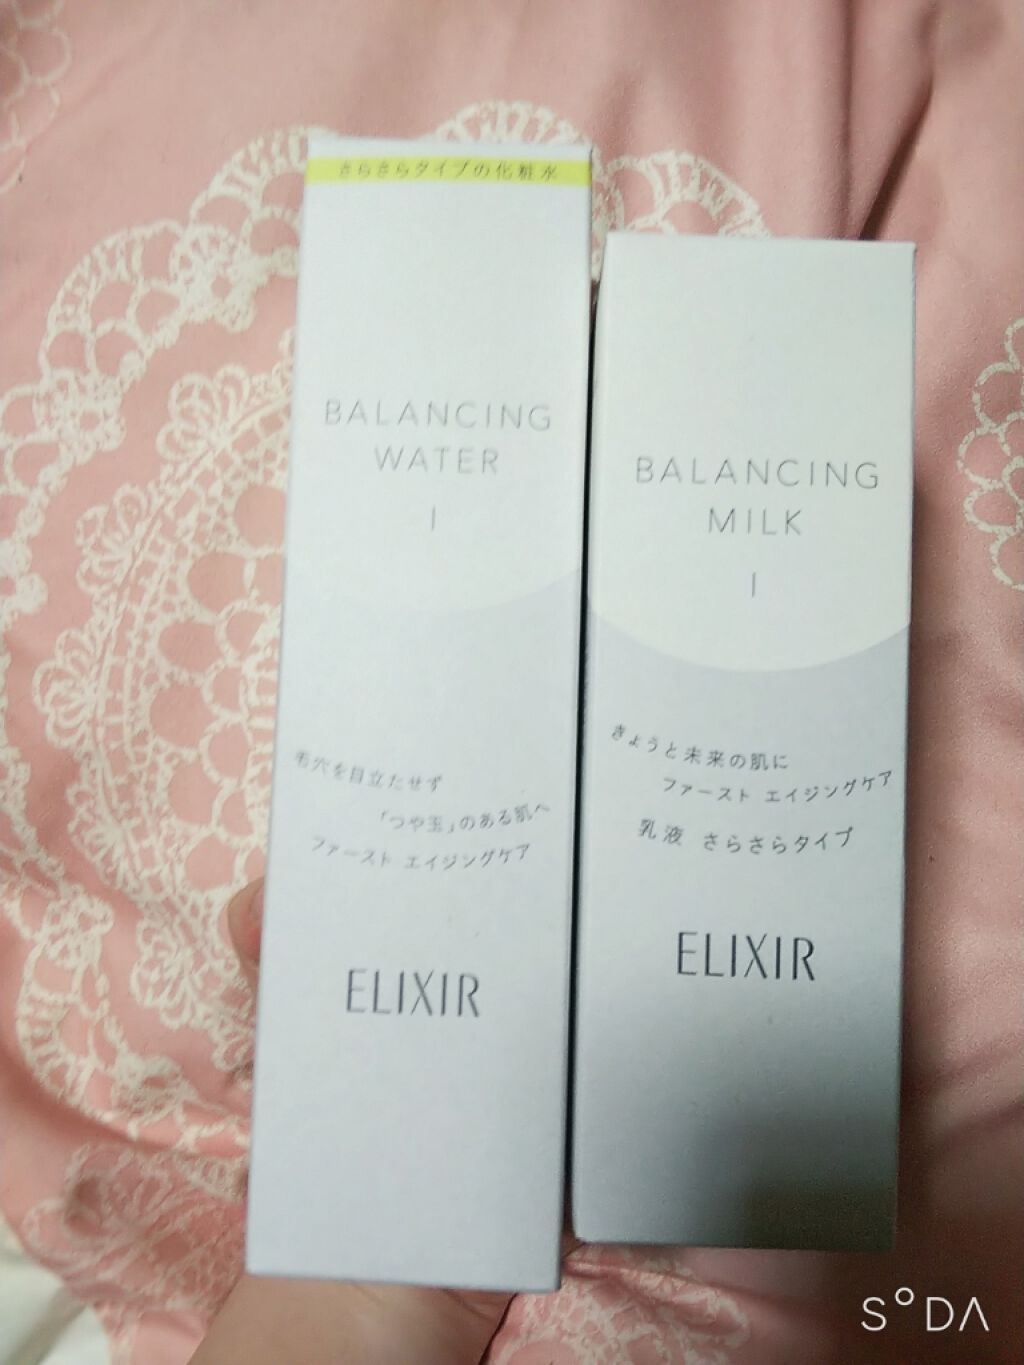 さらさらタイプの化粧水
BALANCING
WATER
I
毛穴を目立たせず
「つや玉」のある肌へ
ファースト エイジングケア
ELIXIR
BALANCING
MILK
I
きょうと未来の肌に
ファースト エイジングケア
乳液 さらさらタイプ
ELIXIR
SODA